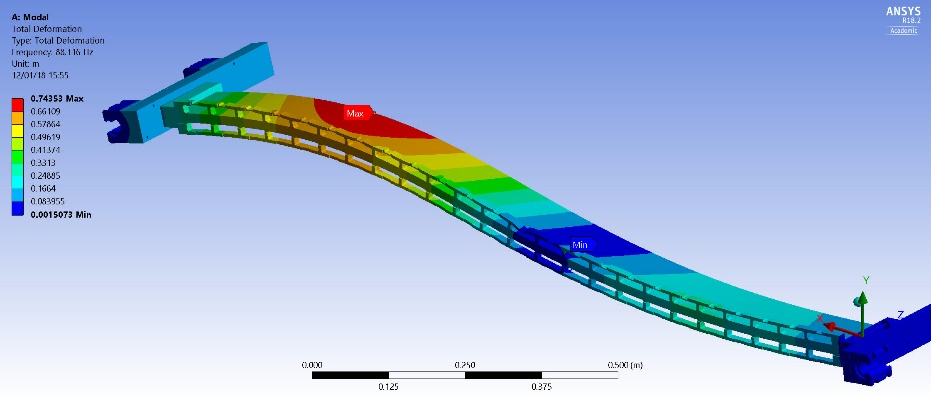 A: Modal
Total Deformation
Type: Total Deformation
Frequency: 88.116 Hz
Unit: m
12/01/18 15:55
0.74353 Max
0.66109
0.57864
0.49619
0.41374
0.3313
0.24885
0.1664
0.083955
0.0015073 Min
ANSYS
R18.2
Academic
Max
Min
Y
X
Z
0.000
0.250
0.500 (m)
0.125
0.375